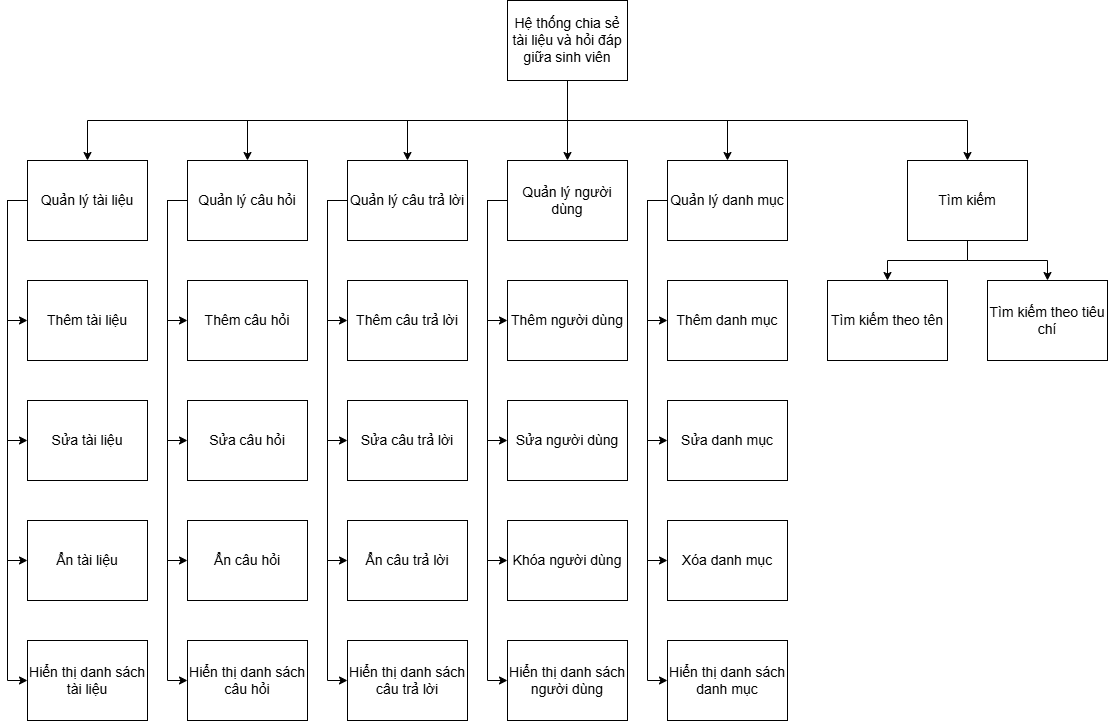 Hệ thống chia sẻ
tài liệu và hỏi đáp
giữa sinh viên
Quản lý tài liệu
Quản lý câu hỏi
Quản lý câu trả lời
Quản lý người
dùng
Quản lý danh mục
Tìm kiếm
Thêm tài liệu
Thêm câu hỏi
Thêm câu trả lời
Thêm người dùng
Thêm danh mục
Tìm kiếm theo tên
Tìm kiếm theo tiêu
chí
Sửa tài liệu
Sửa câu hỏi
Sửa câu trả lời
Sửa người dùng
Sửa danh mục
Ẩn tài liệu
Ẩn câu hỏi
Ẩn câu trả lời
Khóa người dùng
Xóa danh mục
Hiển thị danh sách
tài liệu
Hiển thị danh sách
câu hỏi
Hiển thị danh sách
câu trả lời
Hiển thị danh sách
người dùng
Hiển thị danh sách
danh mục